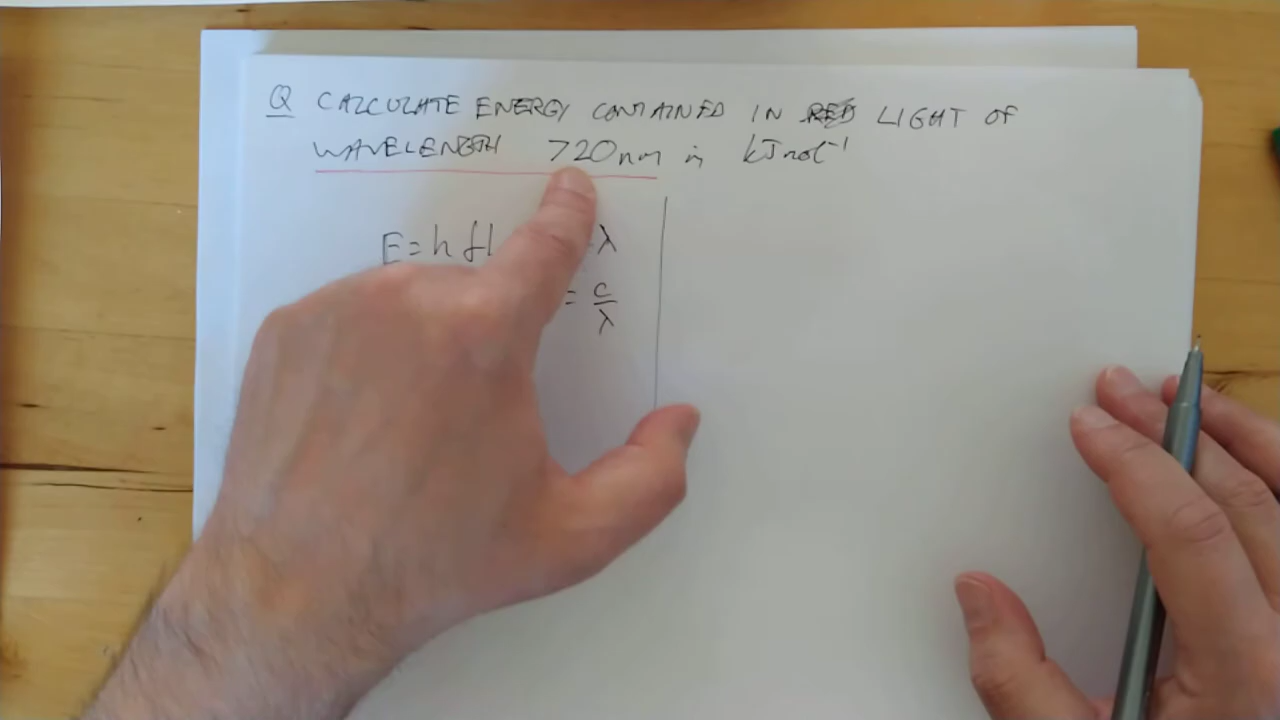 Q CALCULATE ENERGY CONTAINED IN RED LIGHT OF
WAVELENGTH 720nm in kJmol⁻¹
E=h
λ
= c/λ